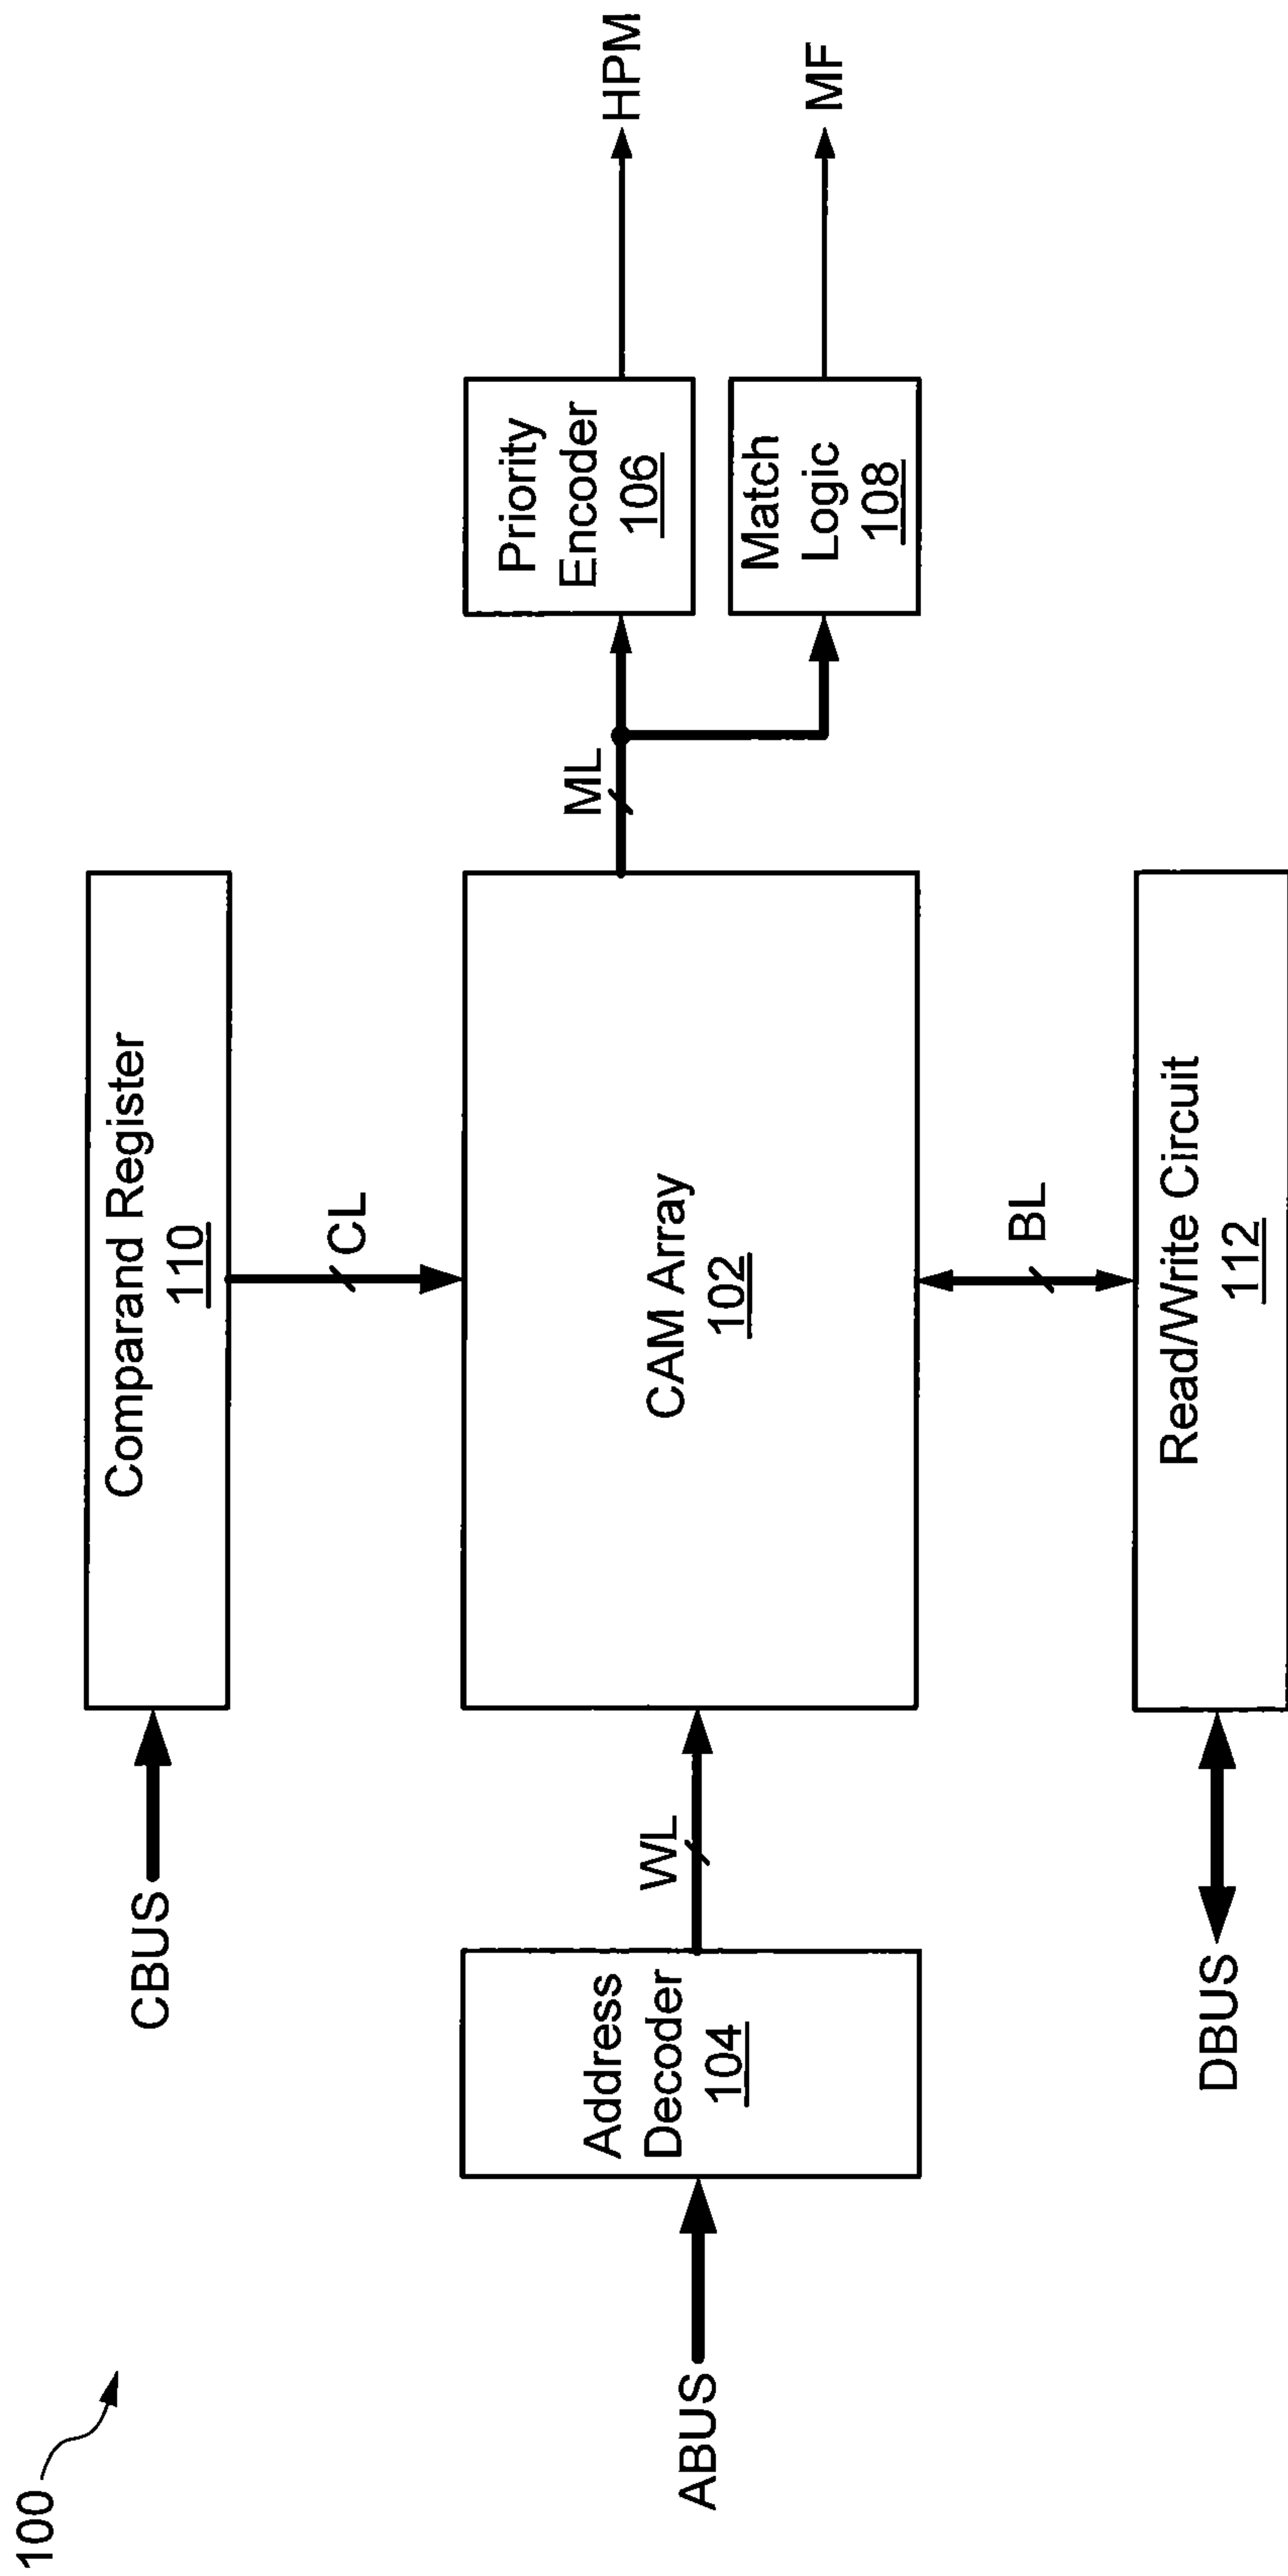 100
CBUS
Comparand Register
110
CL
ABUS
Address
Decoder
104
WL
CAM Array
102
ML
Priority
Encoder
106
HPM
Match
Logic
108
MF
BL
DBUS
Read/Write Circuit
112